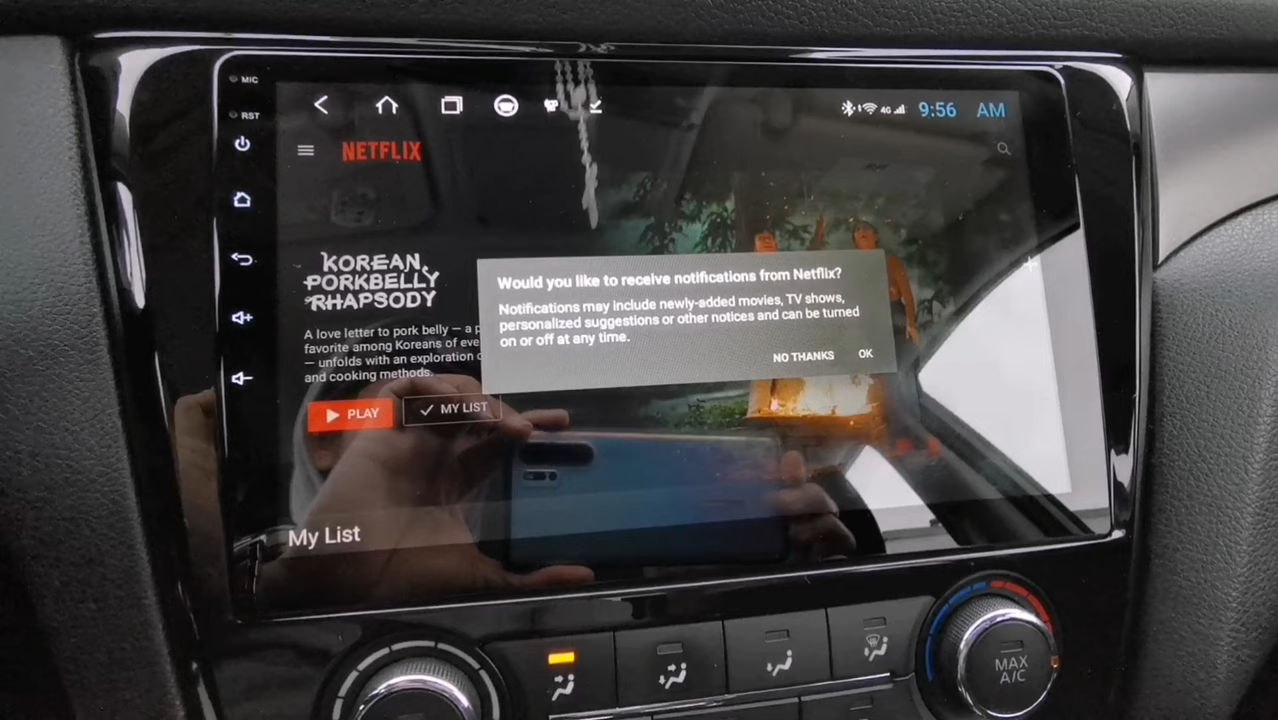 MIC
RST
4G
9:56 AM
NETFLIX
KOREAN
PORKBELLY
RHAPSODY
A love letter to pork belly — a p
favorite among Koreans of eve
— unfolds with an exploration
and cooking methods.
PLAY
MY LIST
Would you like to receive notifications from Netflix?
Notifications may include newly-added movies, TV shows,
personalized suggestions or other notices and can be turned
on or off at any time.
NO THANKS OK
My List
MAX
A/C